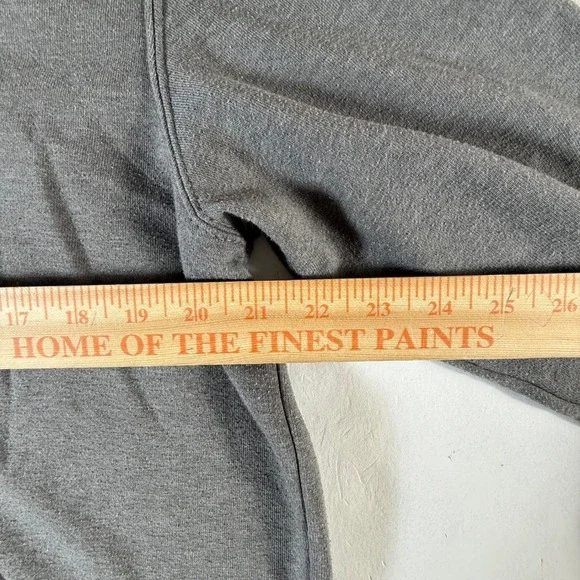 17 18 19 20 21 22 23 24 25 26
HOME OF THE FINEST PAINTS